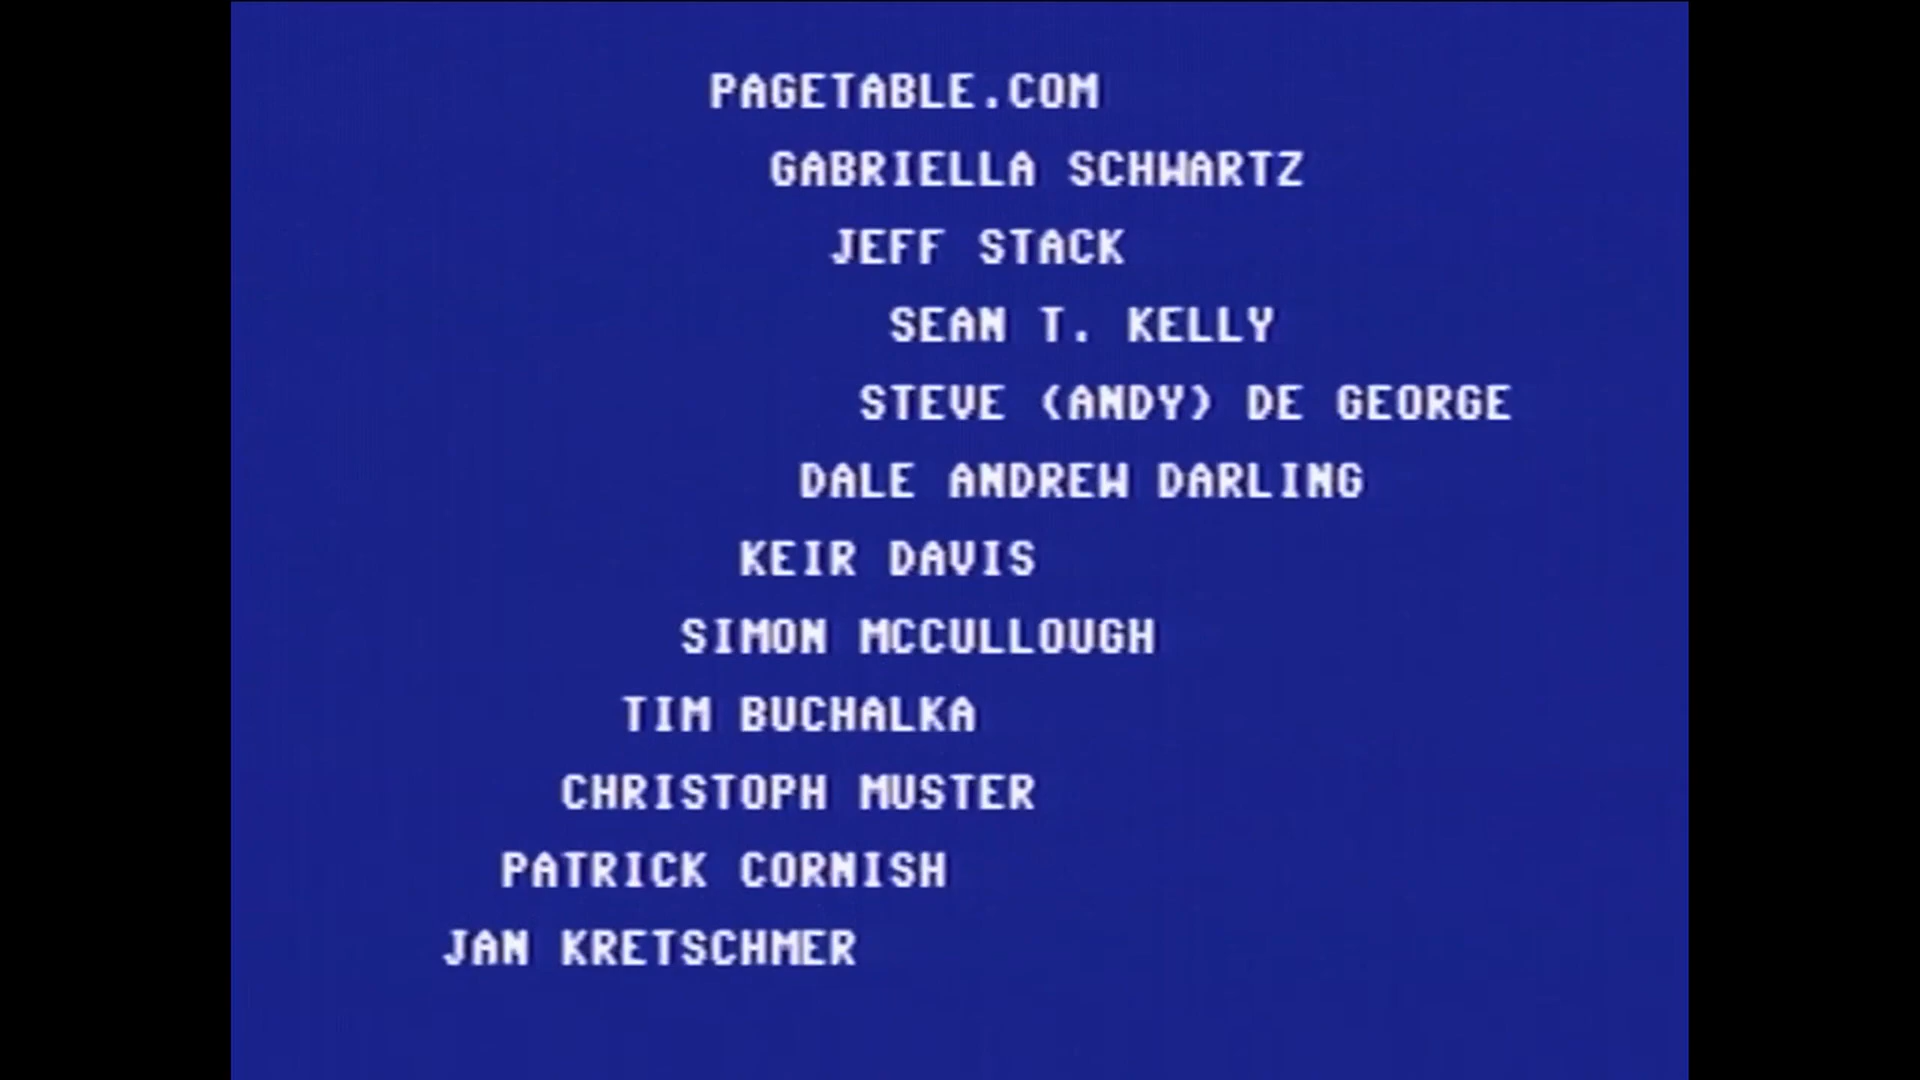 PAGETABLE.COM
GABRIELLA SCHWARTZ
JEFF STACK
SEAN T. KELLY
STEVE (ANDY) DE GEORGE
DALE ANDREW DARLING
KEIR DAVIS
SIMON MCCULLOUGH
TIM BUCHALKA
CHRISTOPH MUSTER
PATRICK CORNISH
JAN KRETSCHMER